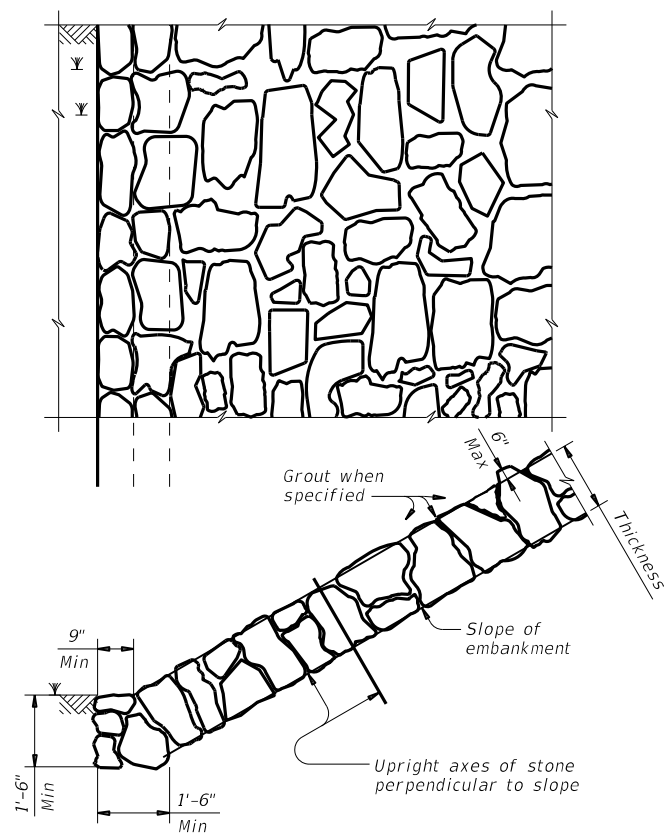 6"
Max
Grout when
specified
Thickness
9"
Min
Slope of
embankment
1'-6"
Min
Upright axes of stone
perpendicular to slope
1'-6"
Min